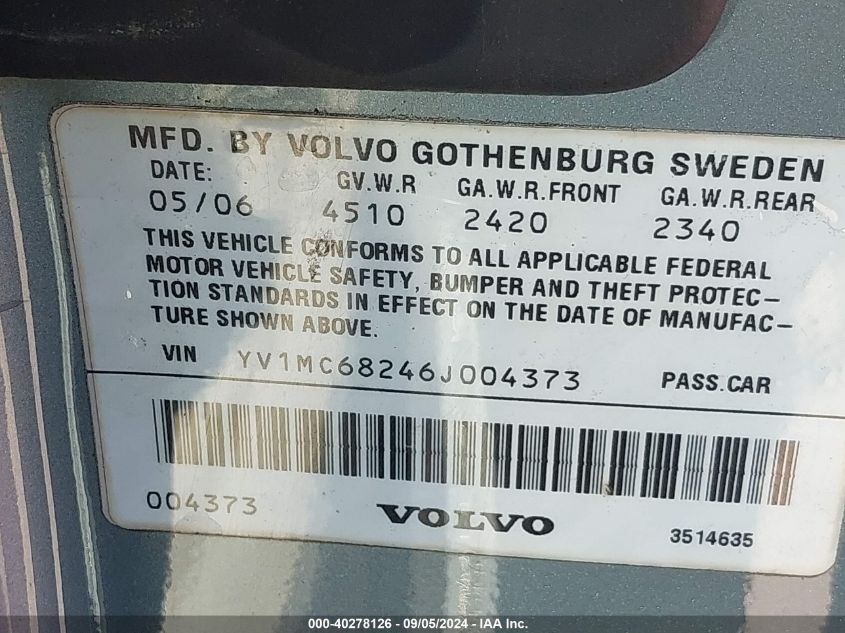 MFD. BY VOLVO GOTHENBURG SWEDEN
DATE: GV.W.R GA.W.R.FRONT GA.W.R.REAR
05/06 4510 2420 2340
THIS VEHICLE CONFORMS TO ALL APPLICABLE FEDERAL
MOTOR VEHICLE SAFETY, BUMPER AND THEFT PROTEC-
TION STANDARDS IN EFFECT ON THE DATE OF MANUFAC-
TURE SHOWN ABOVE.
VIN YV1MC68246J004373 PASS.CAR
004373 VOLVO 3514635
000-40278126 - 09/05/2024 - IAA Inc.